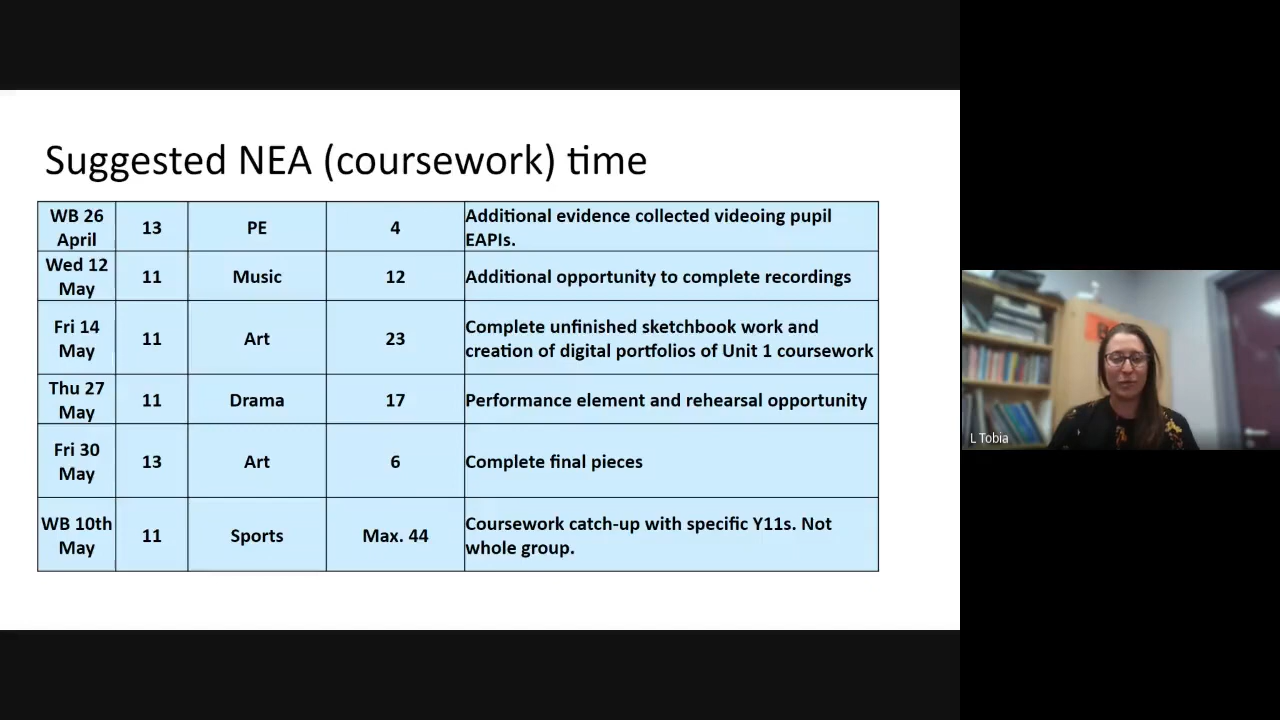 Suggested NEA (coursework) time
WB 26
April
13
PE
4
Additional evidence collected videoing pupil
EAPIs.
Wed 12
May
11
Music
12
Additional opportunity to complete recordings
Fri 14
May
11
Art
23
Complete unfinished sketchbook work and
creation of digital portfolios of Unit 1 coursework
Thu 27
May
11
Drama
17
Performance element and rehearsal opportunity
Fri 30
May
13
Art
6
Complete final pieces
WB 10th
May
11
Sports
Max. 44
Coursework catch-up with specific Y11s. Not
whole group.
L Tobia